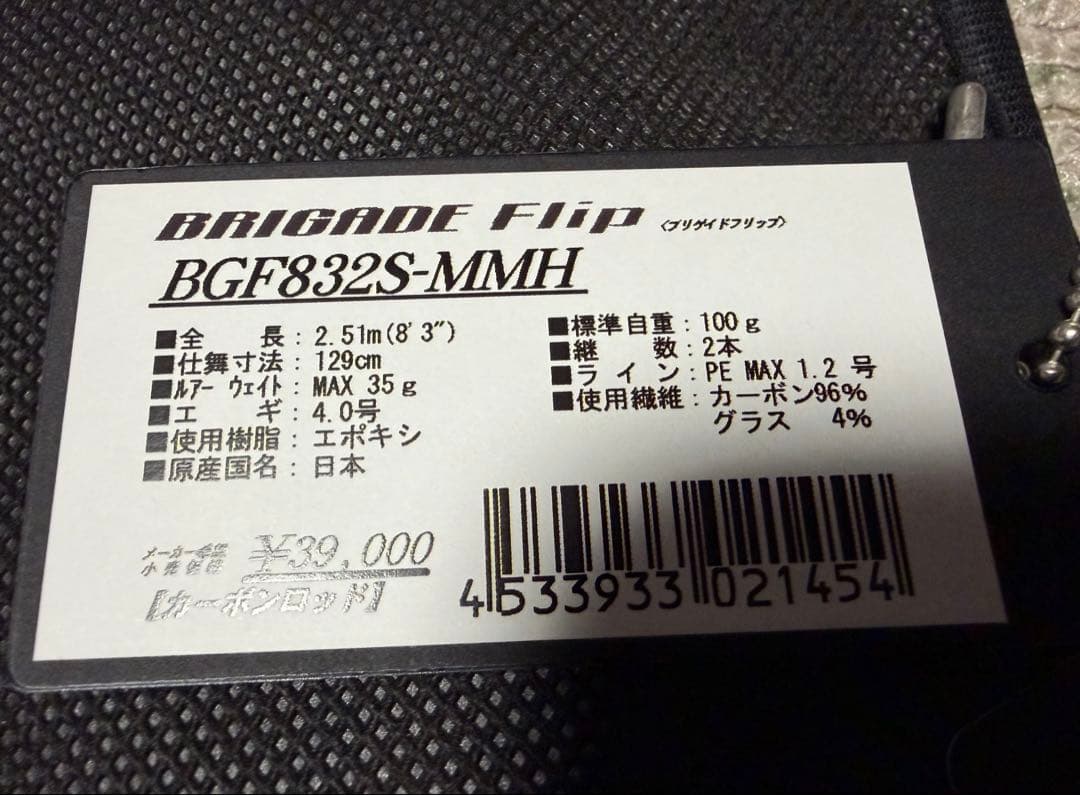 BRIGADE Flip 〈ブリゲイドフリップ〉
BGF832S-MMH
■全　　長：2.51m(8'3")
■仕舞寸法：129cm
■ルアー ウェイト：MAX 35g
■エ　　ギ：4.0号
■使用樹脂：エポキシ
■原産国名：日本
■標準自重：100g
■継　　数：2本
■ラ イ ン：PE MAX 1.2 号
■使用繊維：カーボン96%
グラス　4%
メーカー希望
小売価格 ¥39,000
【カーボンロッド】
4 533933 021454